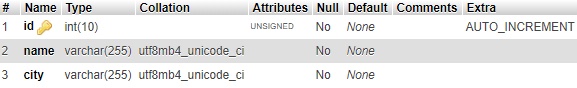 # Name Type Collation Attributes Null Default Comments Extra
1 id int(10) UNSIGNED No None AUTO_INCREMENT
2 name varchar(255) utf8mb4_unicode_ci No None
3 city varchar(255) utf8mb4_unicode_ci No None